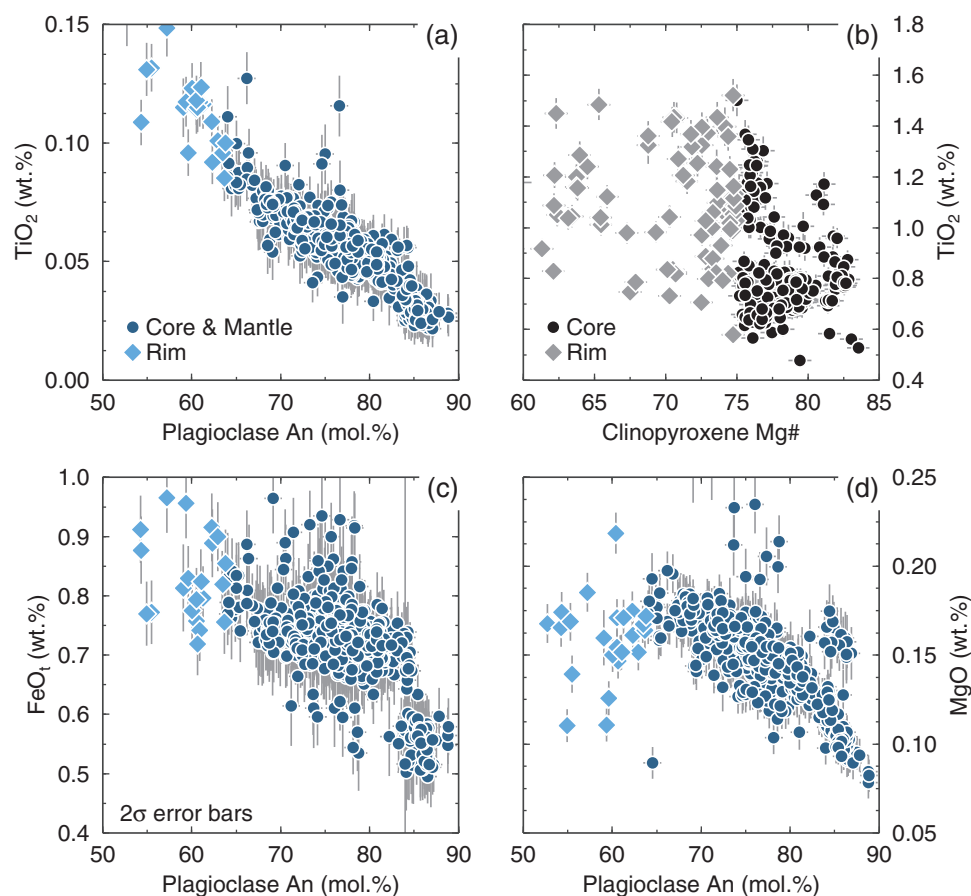 0.15
0.10
0.05
0.00
TiO2 (wt.%)
(a)
Core & Mantle
Rim
50 60 70 80 90
Plagioclase An (mol.%)
1.8
1.6
1.4
1.2
1.0
0.8
0.6
0.4
TiO2 (wt.%)
(b)
Core
Rim
60 65 70 75 80 85
Clinopyroxene Mg#
1.0
0.9
0.8
0.7
0.6
0.5
0.4
FeOt (wt.%)
(c)
2σ error bars
50 60 70 80 90
Plagioclase An (mol.%)
0.25
0.20
0.15
0.10
0.05
MgO (wt.%)
(d)
50 60 70 80 90
Plagioclase An (mol.%)